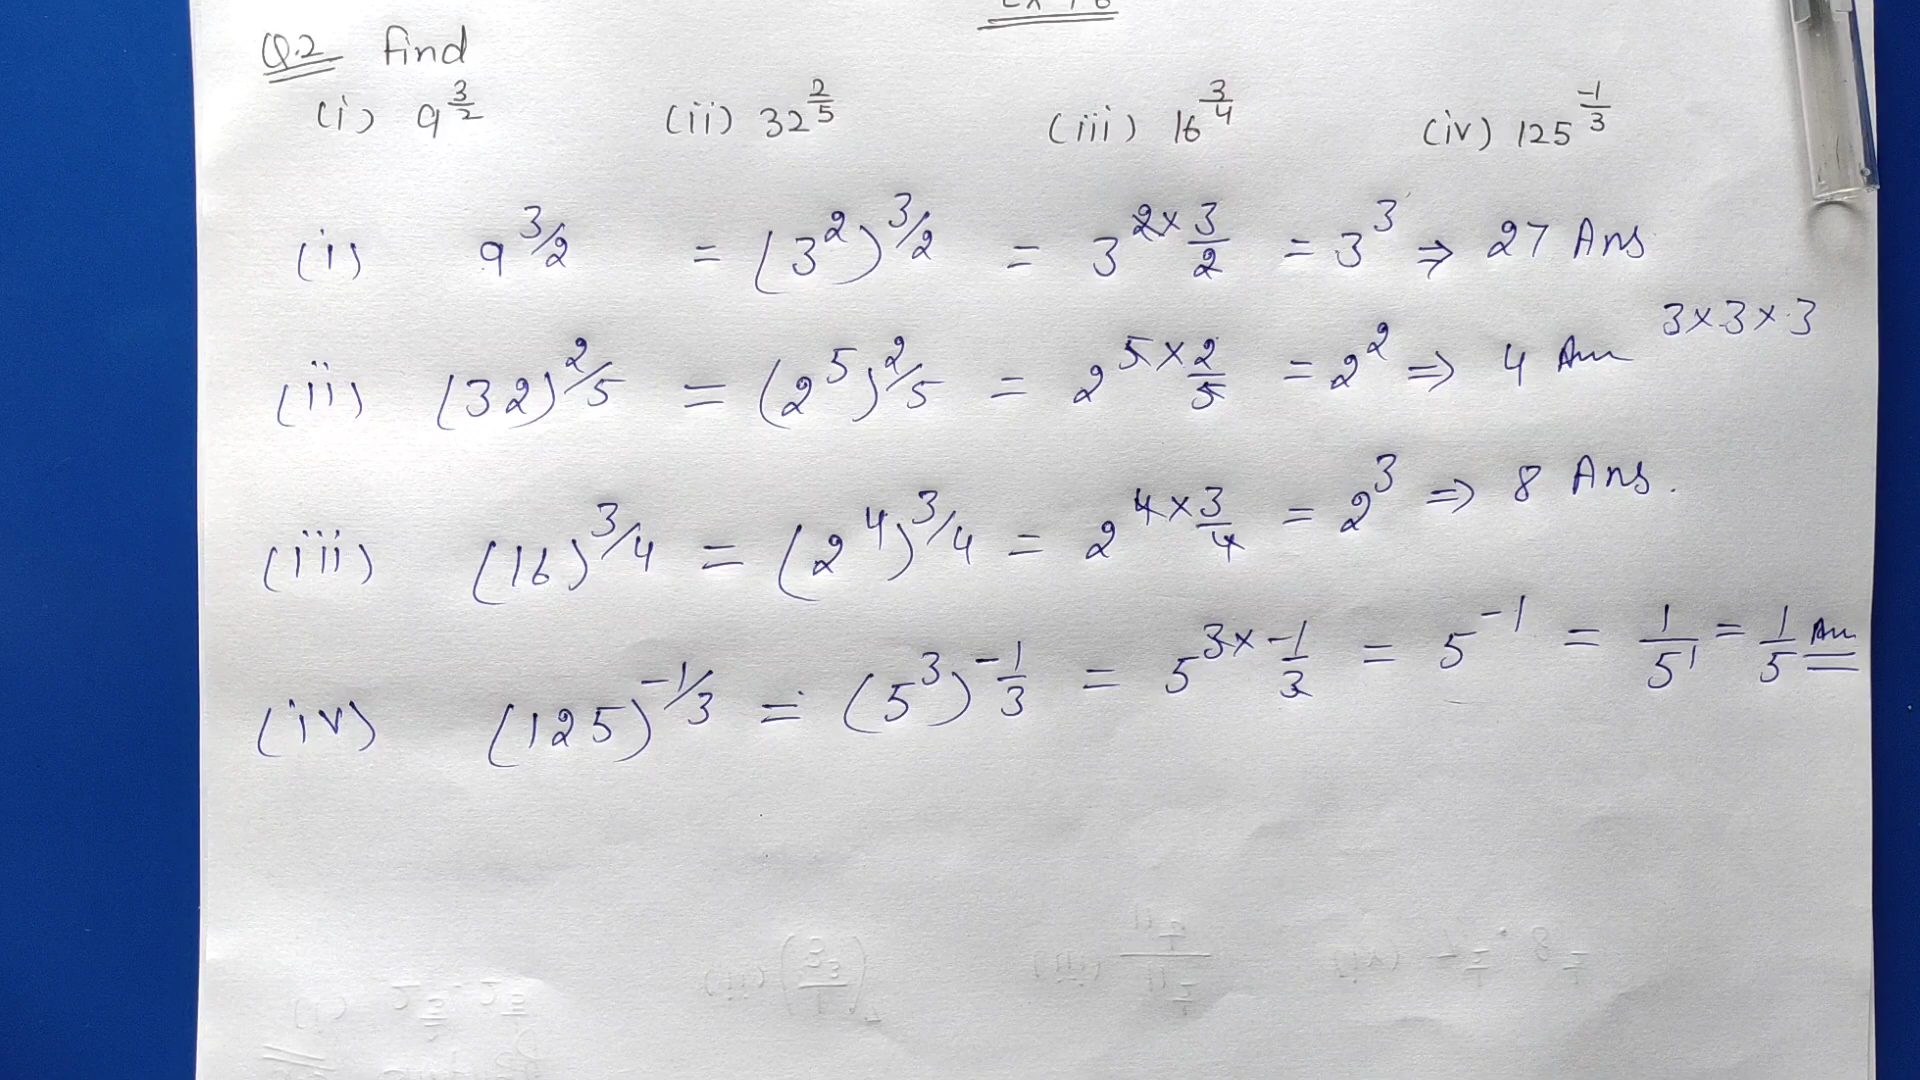 Q.2 Find
(i) 9^{3/2} (ii) 32^{2/5} (iii) 16^{3/4} (iv) 125^{-1/3}
(i) 9^{3/2} = (3^2)^{3/2} = 3^{2×3/2} = 3^3 ⇒ 27 Ans
3×3×3
(ii) (32)^{2/5} = (2^5)^{2/5} = 2^{5×2/5} = 2^2 ⇒ 4 Ans
(iii) (16)^{3/4} = (2^4)^{3/4} = 2^{4×3/4} = 2^3 ⇒ 8 Ans.
(iv) (125)^{-1/3} = (5^3)^{-1/3} = 5^{3×-1/3} = 5^{-1} = 1/5^1 = 1/5 Ans